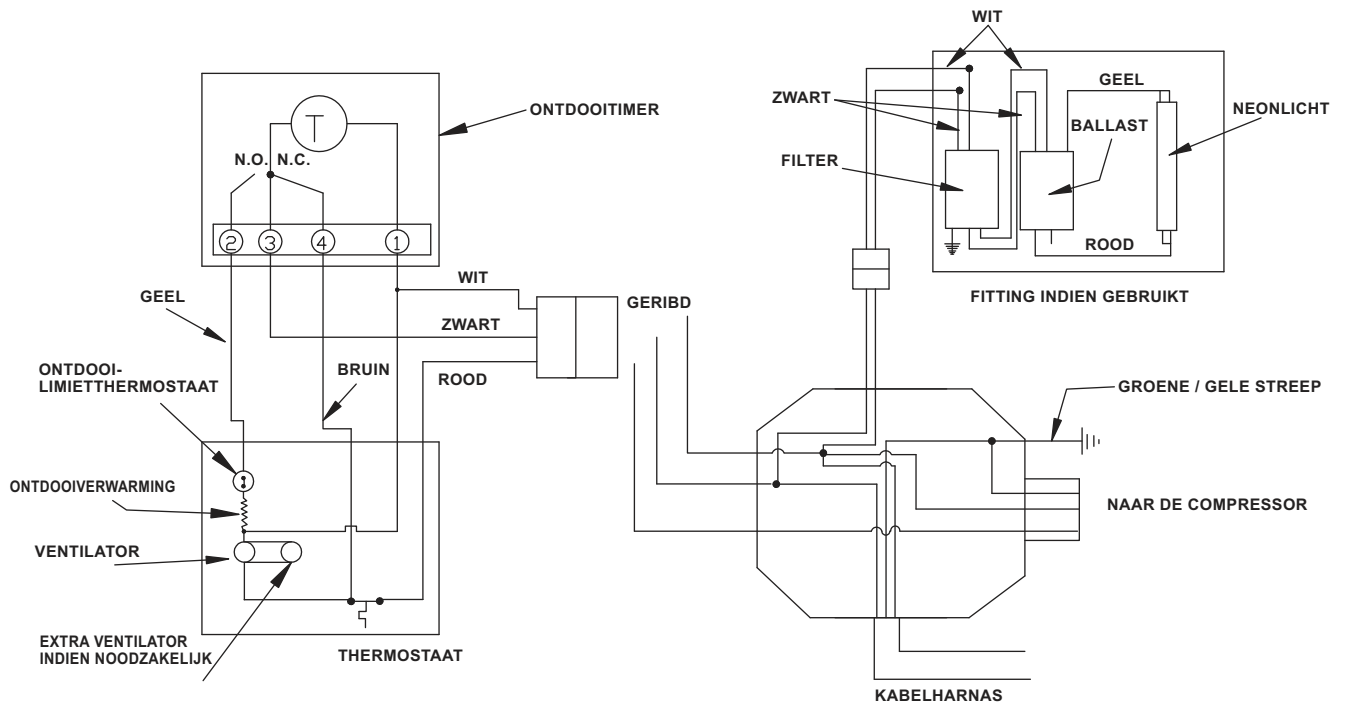 WIT
ZWART
GEEL
NEONLICHT
BALLAST
FILTER
ROOD
FITTING INDIEN GEBRUIKT
ONTDOOITIMER
T
N.O. N.C.
2 3 4 1
WIT
GEEL
ZWART
GERIBD
ROOD
BRUIN
ONTDOOI-
LIMIETTHERMOSTAAT
ONTDOOIVERWARMING
VENTILATOR
EXTRA VENTILATOR
INDIEN NOODZAKELIJK
THERMOSTAAT
GROENE / GELE STREEP
NAAR DE COMPRESSOR
KABELHARNAS